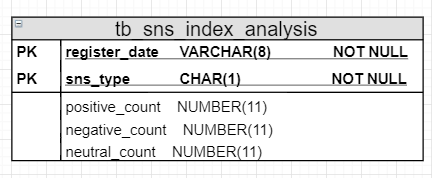 tb_sns_index_analysis
PK register_date VARCHAR(8) NOT NULL
PK sns_type CHAR(1) NOT NULL
positive_count NUMBER(11)
negative_count NUMBER(11)
neutral_count NUMBER(11)